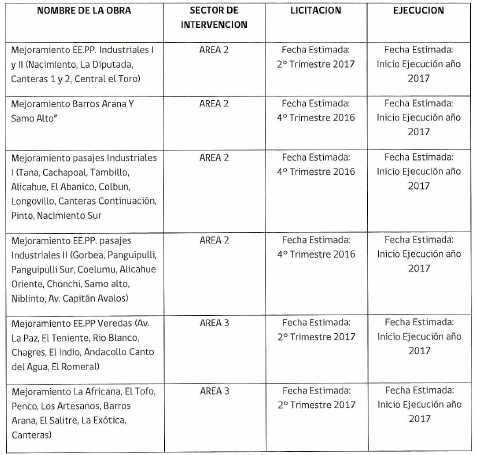 NOMBRE DE LA OBRA
SECTOR DE
INTERVENCION
LICITACION
EJECUCION
Mejoramiento EE.PP. Industriales I
y II (Nacimiento, La Diputada,
Canteras 1 y 2, Central el Toro)
AREA 2
Fecha Estimada:
2° Trimestre 2017
Fecha Estimada:
Inicio Ejecución año
2017
Mejoramiento Barros Arana Y
Samo Alto"
AREA 2
Fecha Estimada:
4° Trimestre 2016
Fecha Estimada:
Inicio Ejecución año
2017
Mejoramiento pasajes Industriales
I (Tana, Cachapoal, Tambillo,
Alicahue, El Abanico, Colbun,
Longovillo, Canteras Continuación,
Pinto, Nacimiento Sur
AREA 2
Fecha Estimada:
4° Trimestre 2016
Fecha Estimada:
Inicio Ejecución año
2017
Mejoramiento EE.PP. pasajes
Industriales II (Gorbea, Panguipulli,
Panguipulli Sur, Coelumu, Alicahue
Oriente, Chonchi, Samo alto,
Niblinto, Av. Capitán Avalos)
AREA 2
Fecha Estimada:
4° Trimestre 2016
Fecha Estimada:
Inicio Ejecución año
2017
Mejoramiento EE.PP Veredas (Av.
La Paz, El Teniente, Rio Blanco,
Chagres, El Indio, Andacollo Canto
del Agua, El Romeral)
AREA 3
Fecha Estimada:
2° Trimestre 2017
Fecha Estimada:
Inicio Ejecución año
2017
Mejoramiento La Africana, El Tofo,
Penco, Los Artesanos, Barros
Arana, El Salitre, La Exótica,
Canteras)
AREA 3
Fecha Estimada:
2° Trimestre 2017
Fecha Estimada:
Inicio Ejecución año
2017